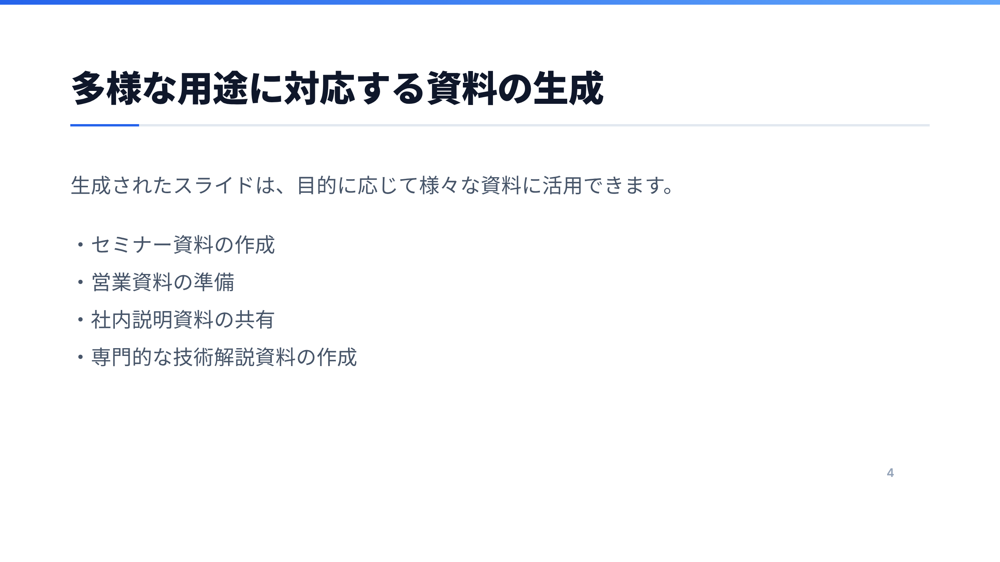 多様な用途に対応する資料の生成
生成されたスライドは、目的に応じて様々な資料に活用できます。
・セミナー資料の作成
・営業資料の準備
・社内説明資料の共有
・専門的な技術解説資料の作成
4